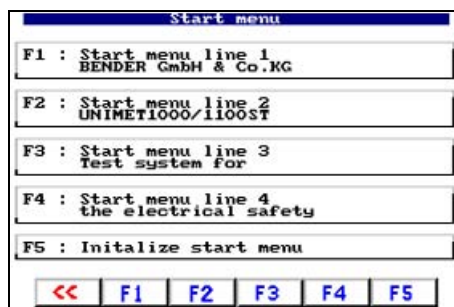 Start menu
F1 : Start menu line 1
BENDER GmbH & Co.KG
F2 : Start menu line 2
UNIMET1000/1100ST
F3 : Start menu line 3
Test system for
F4 : Start menu line 4
the electrical safety
F5 : Initalize start menu
<< F1 F2 F3 F4 F5